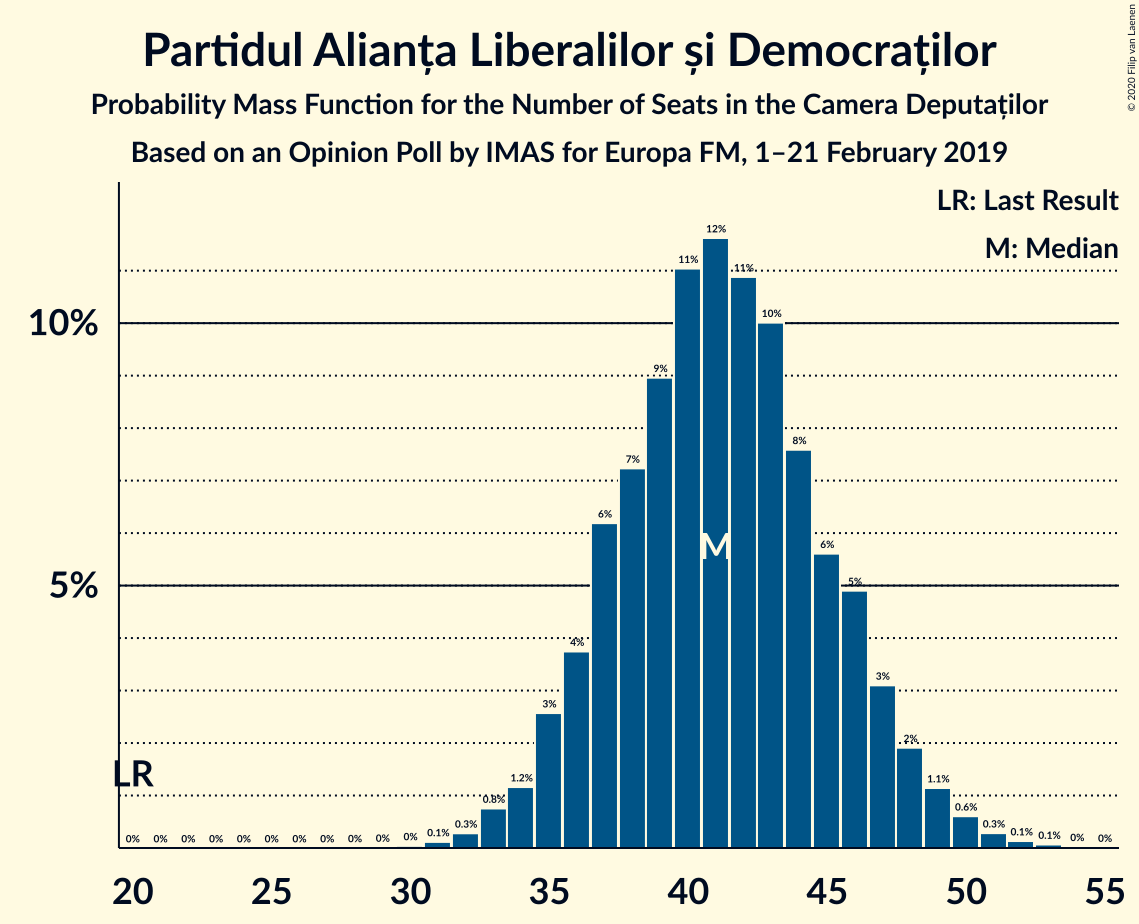 © 2020 Filip van Laenen
Partidul Alianța Liberalilor și Democraților
Probability Mass Function for the Number of Seats in the Camera Deputaților
Based on an Opinion Poll by IMAS for Europa FM, 1–21 February 2019
LR: Last Result
M: Median
10%
5%
0% 0% 0% 0% 0% 0% 0% 0% 0% 0% 0% 0.1% 0.3% 0.8% 1.2% 3% 4% 6% 7% 9% 11% 12% 11% 10% 8% 6% 5% 3% 2% 1.1% 0.6% 0.3% 0.1% 0.1% 0% 0%
M
LR
20 25 30 35 40 45 50 55